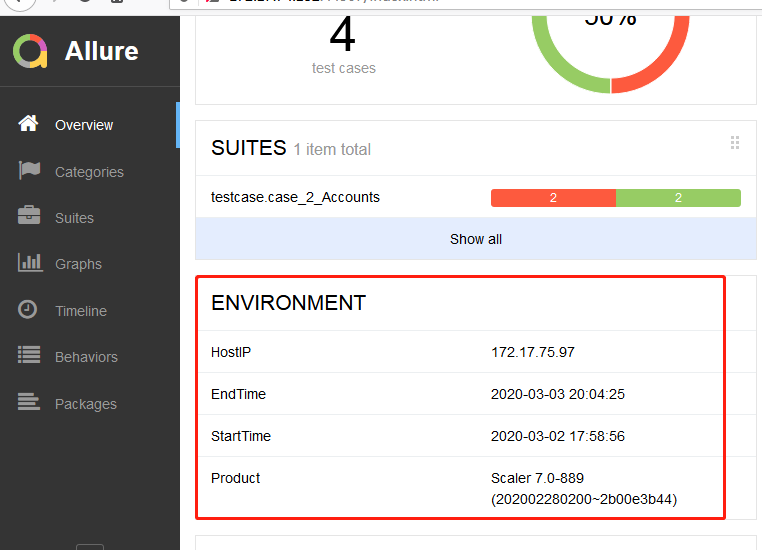 Allure
Overview
Categories
Suites
Graphs
Timeline
Behaviors
Packages
4
test cases
50%
SUITES 1 item total
testcase.case_2_Accounts 2 2
Show all
ENVIRONMENT
HostIP 172.17.75.97
EndTime 2020-03-03 20:04:25
StartTime 2020-03-02 17:58:56
Product Scaler 7.0-889
(202002280200~2b00e3b44)